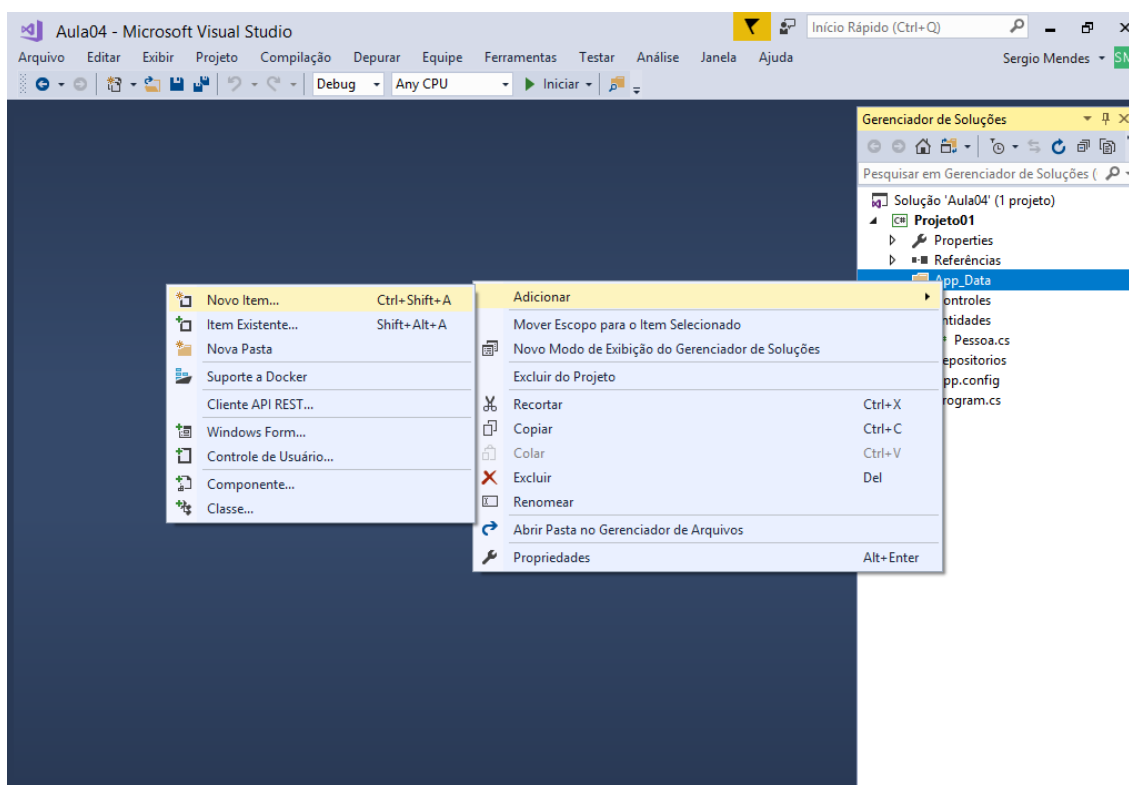 Aula04 - Microsoft Visual Studio
Início Rápido (Ctrl+Q)
Arquivo Editar Exibir Projeto Compilação Depurar Equipe Ferramentas Testar Análise Janela Ajuda
Sergio Mendes
SM
Debug Any CPU Iniciar
Gerenciador de Soluções
Pesquisar em Gerenciador de Soluções (
Solução 'Aula04' (1 projeto)
C# Projeto01
Properties
Referências
App_Data
ontroles
ntidades
Pessoa.cs
epositorios
pp.config
rogram.cs
Novo Item... Ctrl+Shift+A
Item Existente... Shift+Alt+A
Nova Pasta
Suporte a Docker
Cliente API REST...
Windows Form...
Controle de Usuário...
Componente...
Classe...
Adicionar
Mover Escopo para o Item Selecionado
Novo Modo de Exibição do Gerenciador de Soluções
Excluir do Projeto
Recortar Ctrl+X
Copiar Ctrl+C
Colar Ctrl+V
Excluir Del
Renomear
Abrir Pasta no Gerenciador de Arquivos
Propriedades Alt+Enter